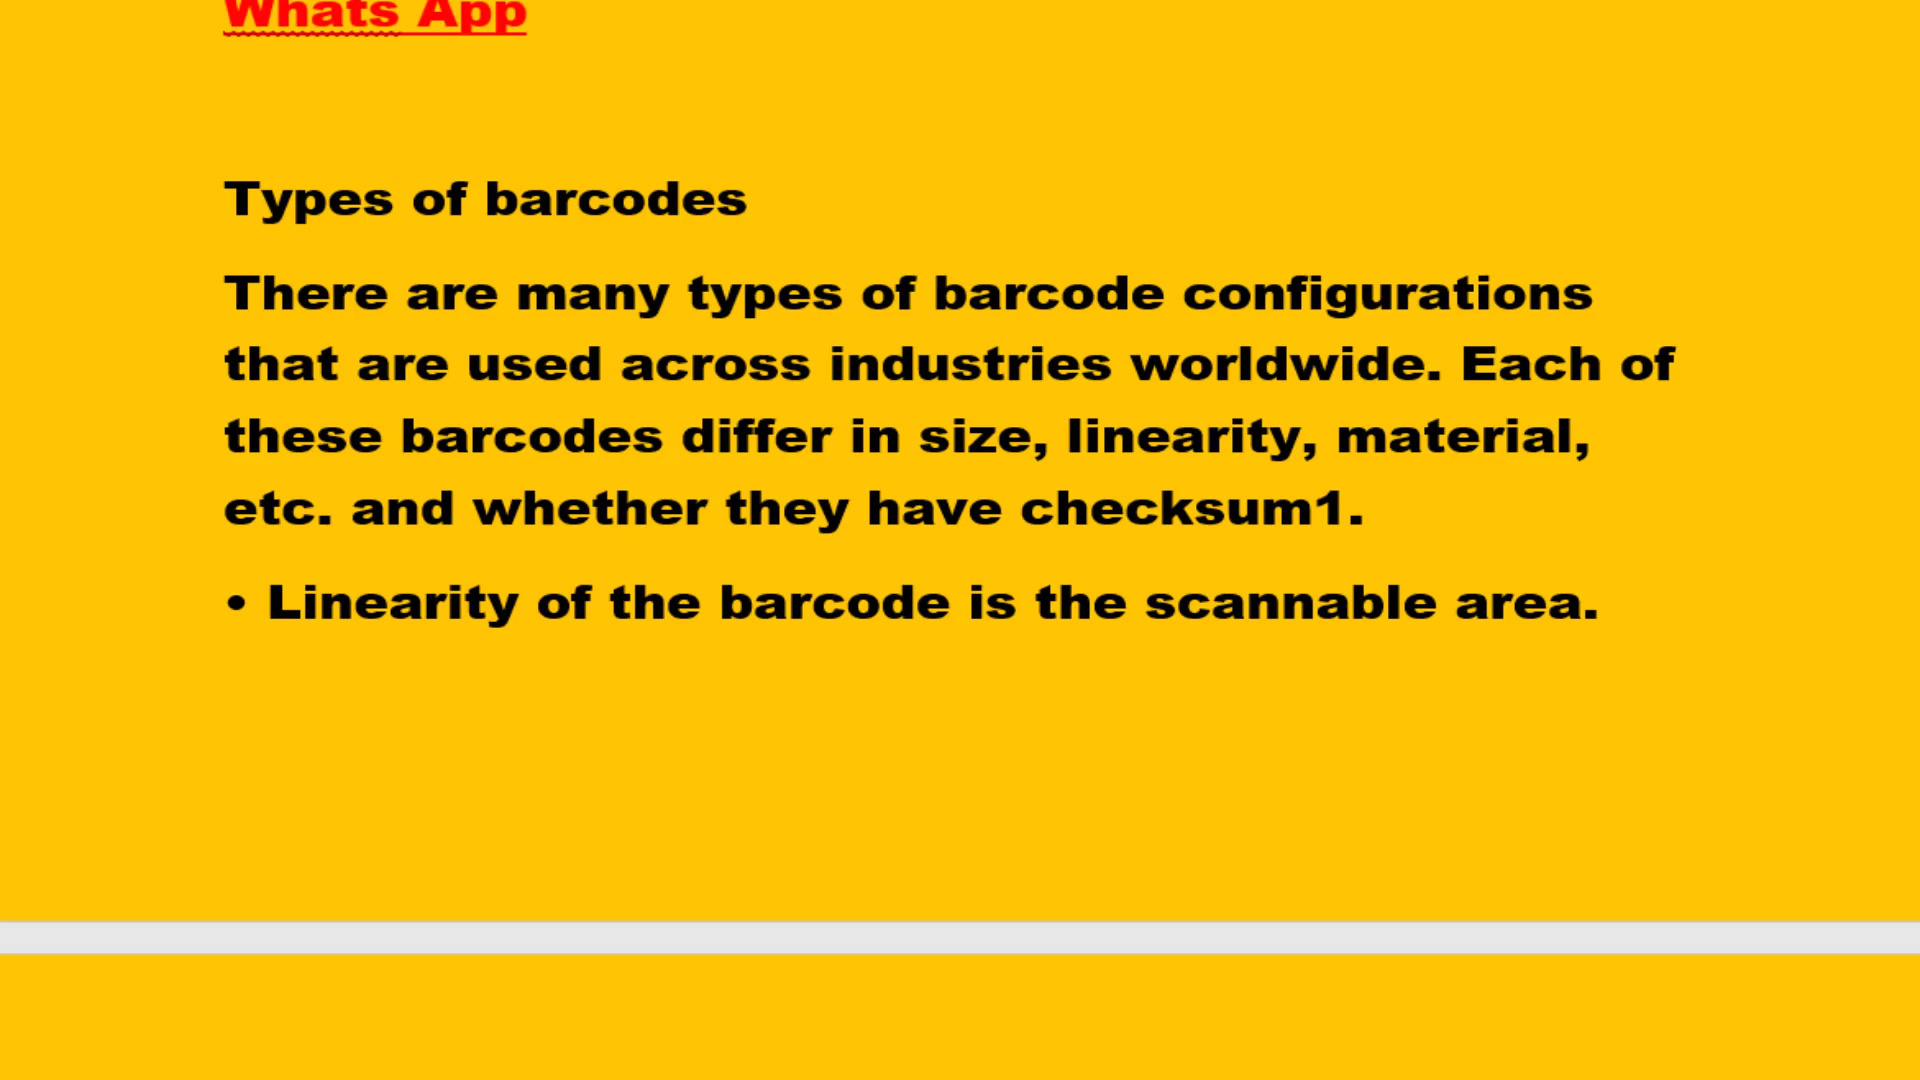 Whats App
Types of barcodes
There are many types of barcode configurations
that are used across industries worldwide. Each of
these barcodes differ in size, linearity, material,
etc. and whether they have checksum1.
• Linearity of the barcode is the scannable area.